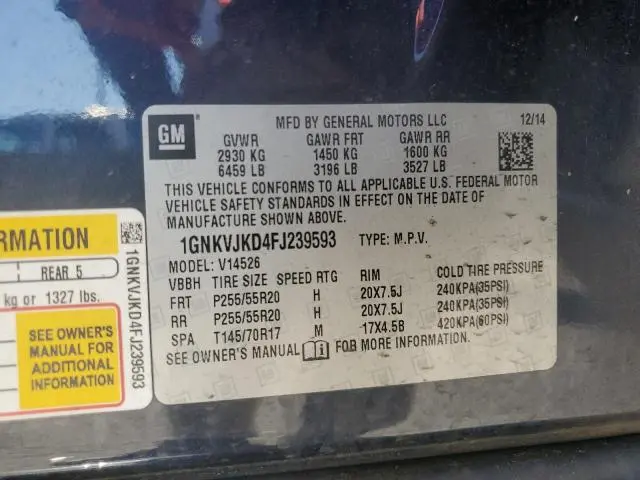 GM
MFD BY GENERAL MOTORS LLC 12/14
GVWR GAWR FRT GAWR RR
2930 KG 1450 KG 1600 KG
6459 LB 3196 LB 3527 LB
THIS VEHICLE CONFORMS TO ALL APPLICABLE U.S. FEDERAL MOTOR
VEHICLE SAFETY STANDARDS IN EFFECT ON THE DATE OF
MANUFACTURE SHOWN ABOVE.
1GNKVJKD4FJ239593 TYPE: M.P.V.
MODEL: V14526
VBBH TIRE SIZE SPEED RTG RIM COLD TIRE PRESSURE
FRT P255/55R20 H 20X7.5J 240KPA(35PSI)
RR P255/55R20 H 20X7.5J 240KPA(35PSI)
SPA T145/70R17 M 17X4.5B 420KPA(60PSI)
SEE OWNER'S MANUAL i FOR MORE INFORMATION.
RMATION
REAR 5
kg or 1327 lbs.
SEE OWNER'S
MANUAL FOR
ADDITIONAL
INFORMATION
1GNKVJKD4FJ239593